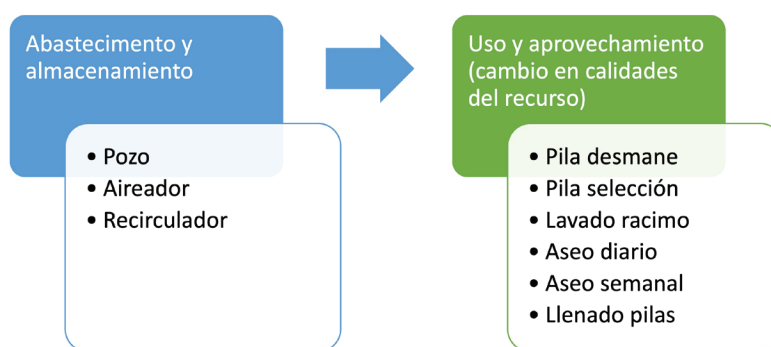 Abastecimento y
almacenamiento
• Pozo
• Aireador
• Recirculador
Uso y aprovechamiento
(cambio en calidades
del recurso)
• Pila desmane
• Pila selección
• Lavado racimo
• Aseo diario
• Aseo semanal
• Llenado pilas